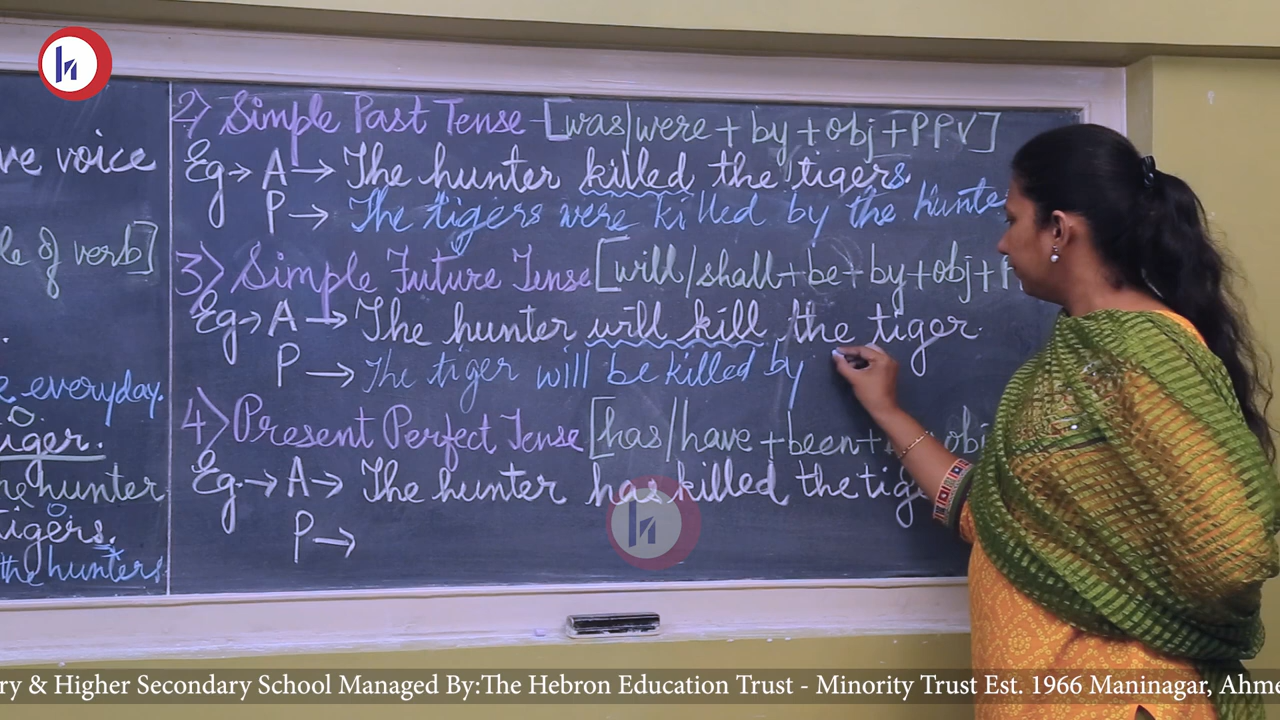 ve voice
le of verb]
e everyday.
iger.
he hunter
tigers.
the hunters
2) Simple Past Tense - [was/were + by + obj + PPV]
Eg → A → The hunter killed the tigers.
P → The tigers were killed by the hunte
3) Simple Future Tense [will/shall + be + by + obj + P
Eg → A → The hunter will kill the tiger.
P → The tiger will be killed by
4) Present Perfect Tense [has/have + been + obj
Eg → A → The hunter has killed the tige
P →
ry & Higher Secondary School Managed By:The Hebron Education Trust - Minority Trust Est. 1966 Maninagar, Ahme